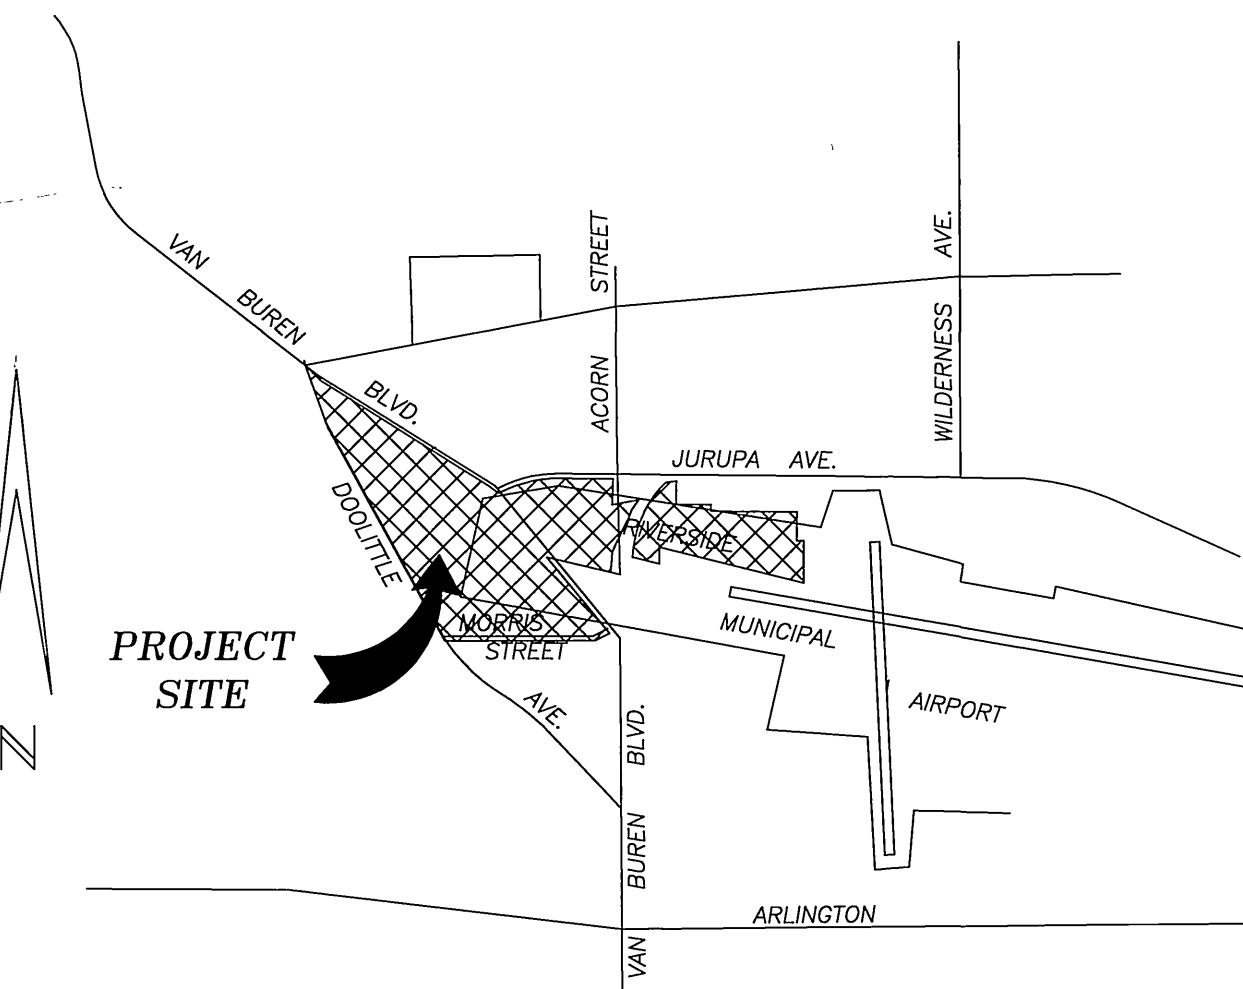 VAN BUREN BLVD.
ACORN STREET
WILDERNESS AVE.
JURUPA AVE.
DOOLITTLE AVE.
RIVERSIDE MUNICIPAL AIRPORT
MORRIS
STREET
PROJECT
SITE
N
VAN BUREN BLVD.
ARLINGTON